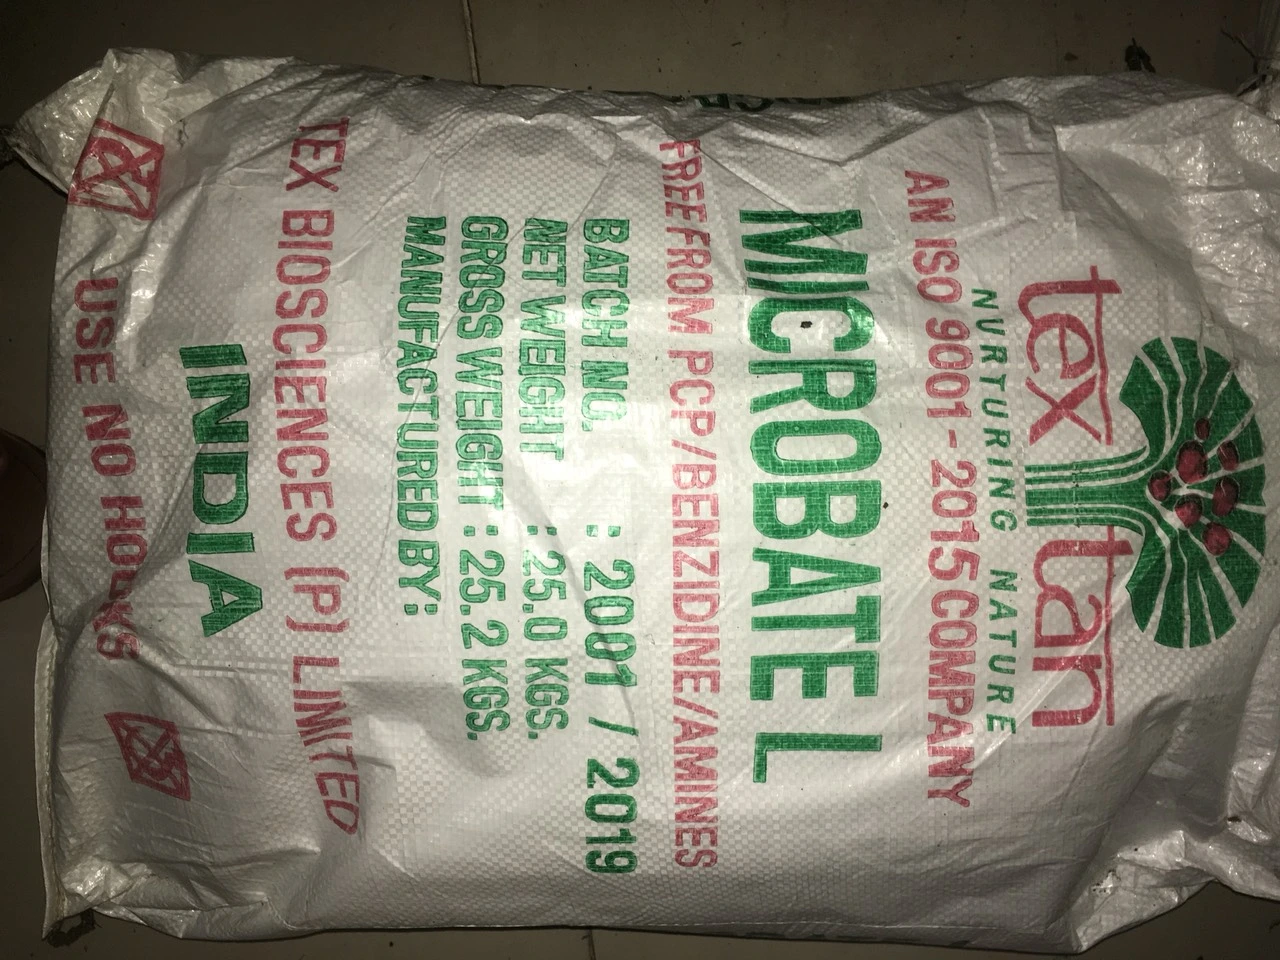 tex tan
NURTURING NATURE
AN ISO 9001 - 2015 COMPANY
MICROBATE L
FREE FROM PCP/BENZIDINE/AMINES
BATCH NO. : 2001 / 2019
NET WEIGHT : 25.0 KGS.
GROSS WEIGHT : 25.2 KGS.
MANUFACTURED BY:
TEX BIOSCIENCES (P) LIMITED
INDIA
USE NO HOOKS